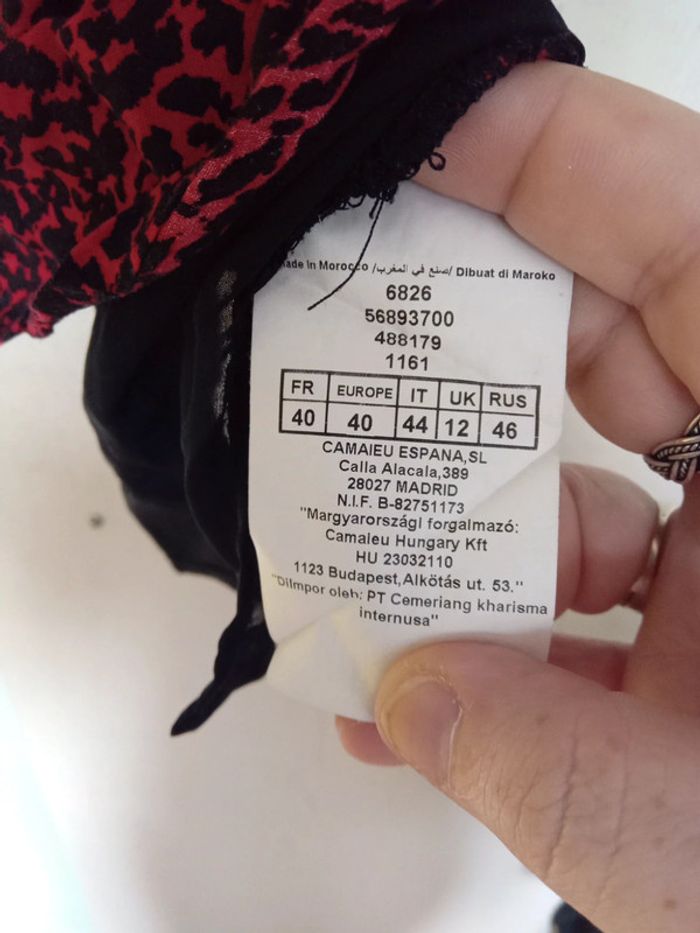 ade in Morocco /صنع في المغرب/ Dibuat di Maroko
6826
56893700
488179
1161
FR EUROPE IT UK RUS
40 40 44 12 46
CAMAIEU ESPANA,SL
Calla Alacala,389
28027 MADRID
N.I.F. B-82751173
"Margyarországi forgalmazó:
Camaleu Hungary Kft
HU 23032110
1123 Budapest,Alkötás ut. 53."
"Dilmpor oleh: PT Cemeriang kharisma
internusa"